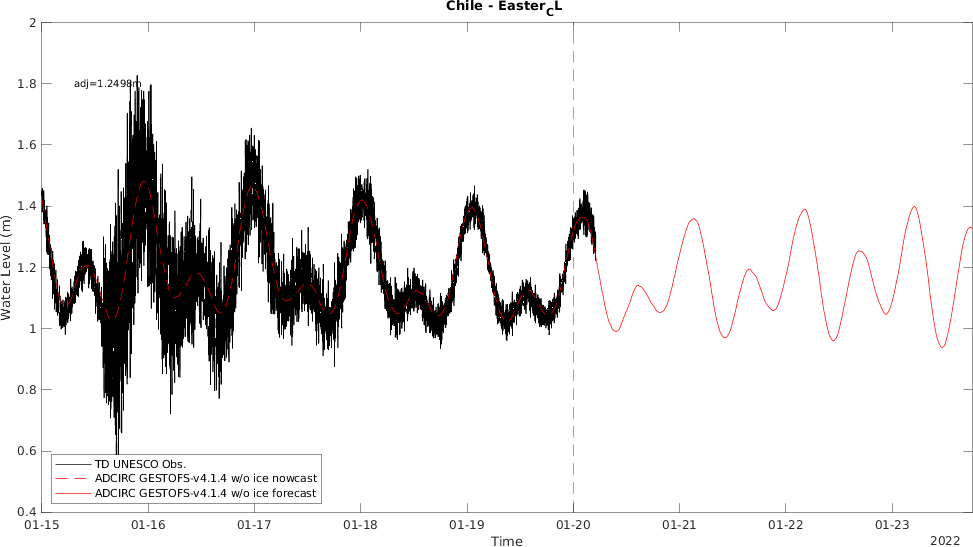 Chile - Easter_CL
2
1.8
1.6
1.4
1.2
1
0.8
0.6
0.4
Water Level (m)
adj=1.2498m
TD UNESCO Obs.
ADCIRC GESTOFS-v4.1.4 w/o ice nowcast
ADCIRC GESTOFS-v4.1.4 w/o ice forecast
01-15 01-16 01-17 01-18 01-19 01-20 01-21 01-22 01-23
Time
2022